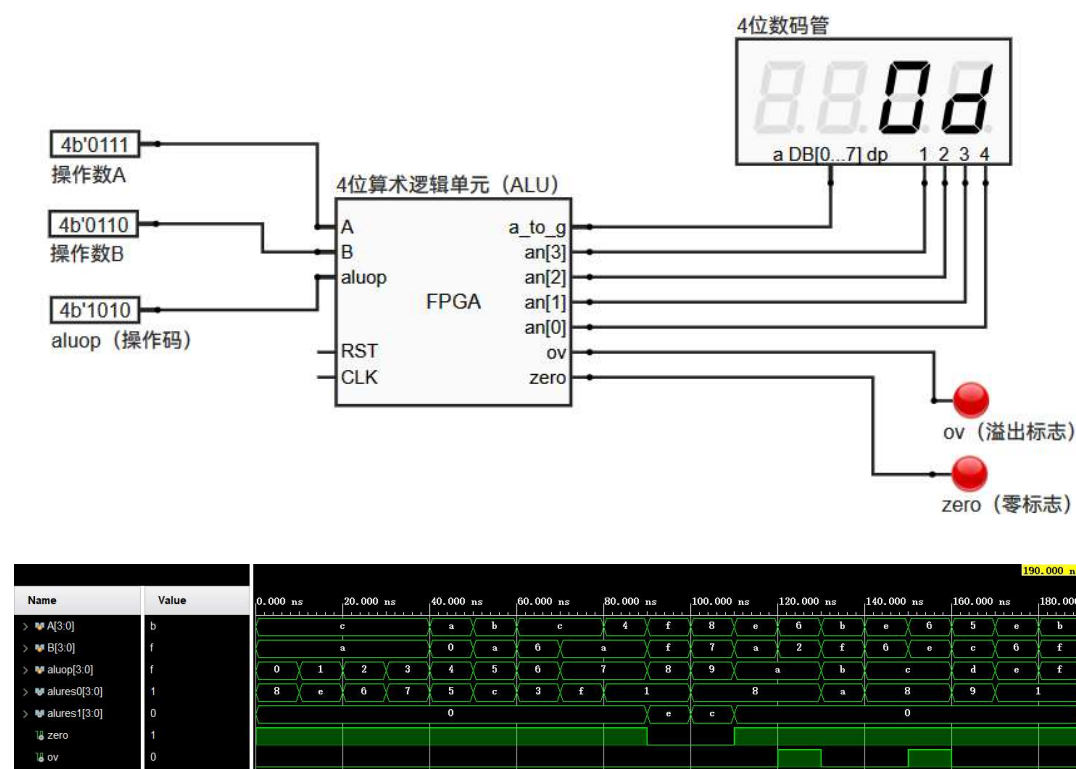 4位数码管
0d
a DB[0...7] dp 1 2 3 4
4b'0111
操作数A
4b'0110
操作数B
4b'1010
aluop（操作码）
4位算术逻辑单元（ALU）
A a_to_g
B an[3]
aluop an[2]
FPGA an[1]
an[0]
RST ov
CLK zero
ov（溢出标志）
zero（零标志）
190.000 n
Name Value 0.000 ns 20.000 ns 40.000 ns 60.000 ns 80.000 ns 100.000 ns 120.000 ns 140.000 ns 160.000 ns 180.00
A[3:0] b c a b c 4 f 8 e 6 b e 6 5 e b
B[3:0] f a 0 a 6 a f 7 a 2 f 6 e c 6 f
aluop[3:0] f 0 1 2 3 4 5 6 7 8 9 a b c d e f
alures0[3:0] 1 8 e 6 7 5 c 3 f 1 8 a 8 9 1
alures1[3:0] 0 0 e c 0
zero 1
ov 0